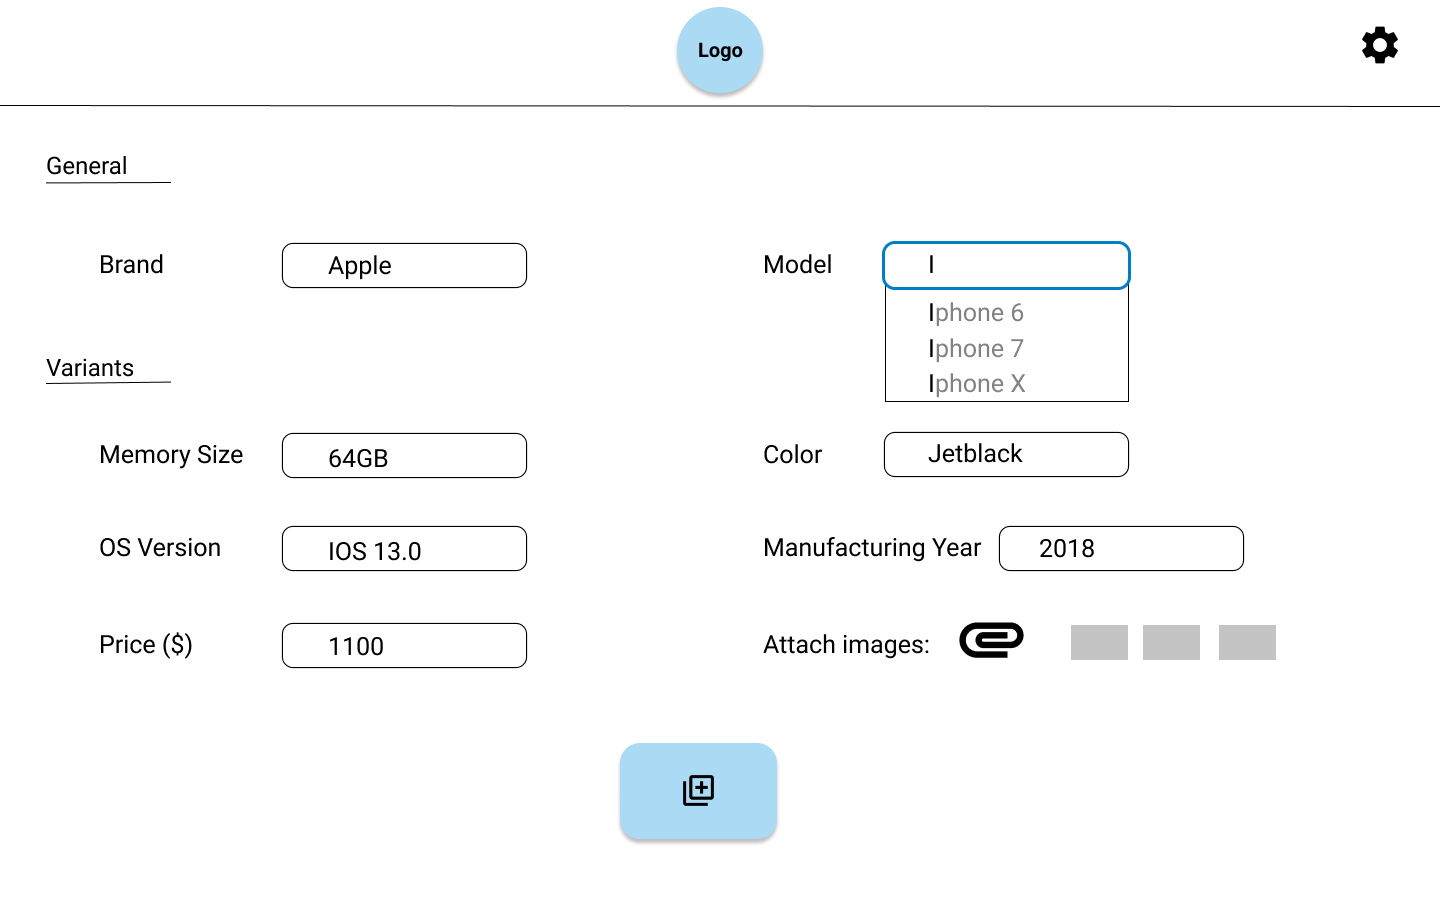 Logo
General
Brand Apple Model I
Iphone 6
Iphone 7
Variants
Iphone X
Memory Size 64GB Color Jetblack
OS Version IOS 13.0 Manufacturing Year 2018
Price ($) 1100 Attach images: